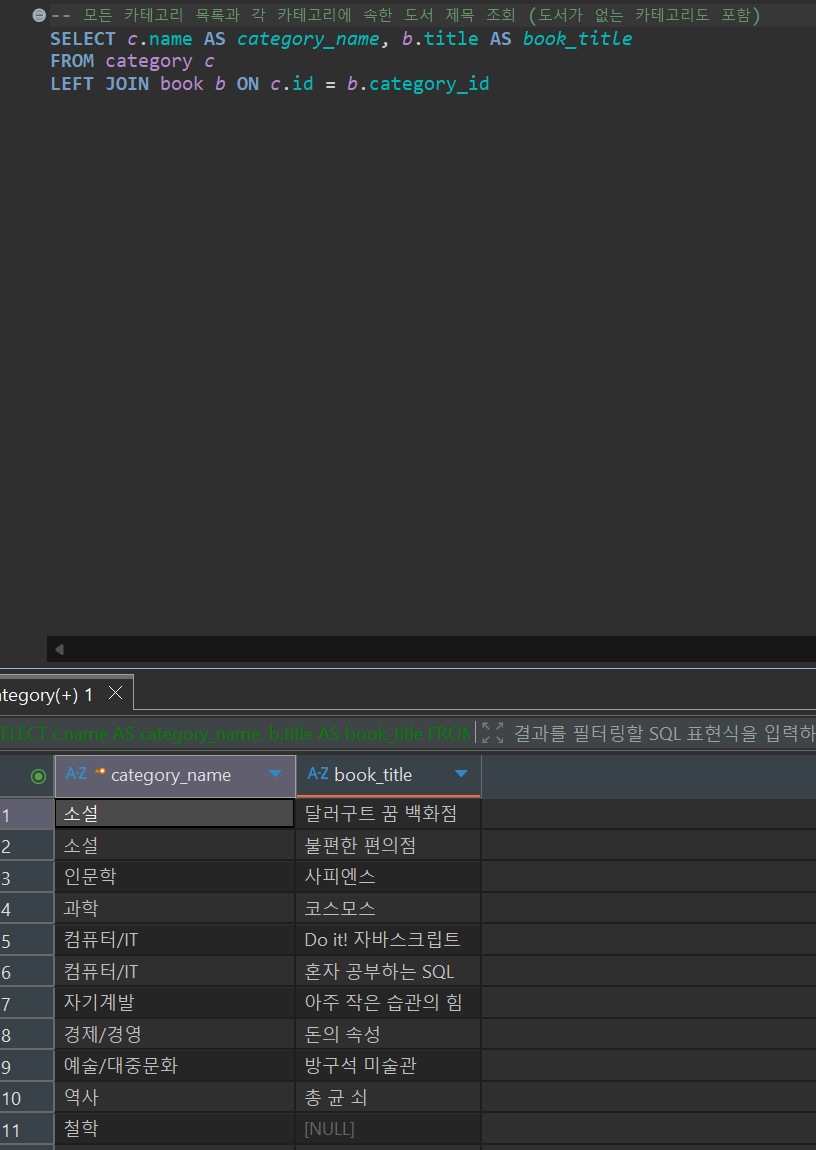 -- 모든 카테고리 목록과 각 카테고리에 속한 도서 제목 조회 (도서가 없는 카테고리도 포함)
SELECT c.name AS category_name, b.title AS book_title
FROM category c
LEFT JOIN book b ON c.id = b.category_id
ategory(+) 1
ELECT c.name AS category_name, b.title AS book_title FROM 결과를 필터링할 SQL 표현식을 입력하
A-Z category_name A-Z book_title
1 소설 달러구트 꿈 백화점
2 소설 불편한 편의점
3 인문학 사피엔스
4 과학 코스모스
5 컴퓨터/IT Do it! 자바스크립트
6 컴퓨터/IT 혼자 공부하는 SQL
7 자기계발 아주 작은 습관의 힘
8 경제/경영 돈의 속성
9 예술/대중문화 방구석 미술관
10 역사 총 균 쇠
11 철학 [NULL]